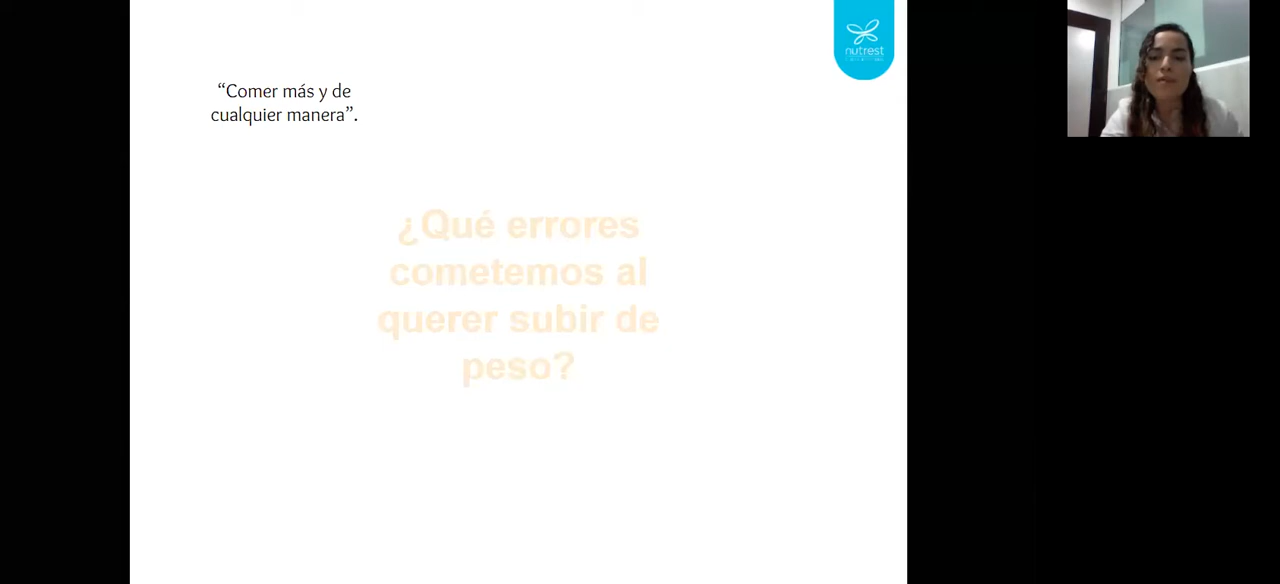 “Comer más y de
cualquier manera”.
nutrest
¿Qué errores
cometemos al
querer subir de
peso?